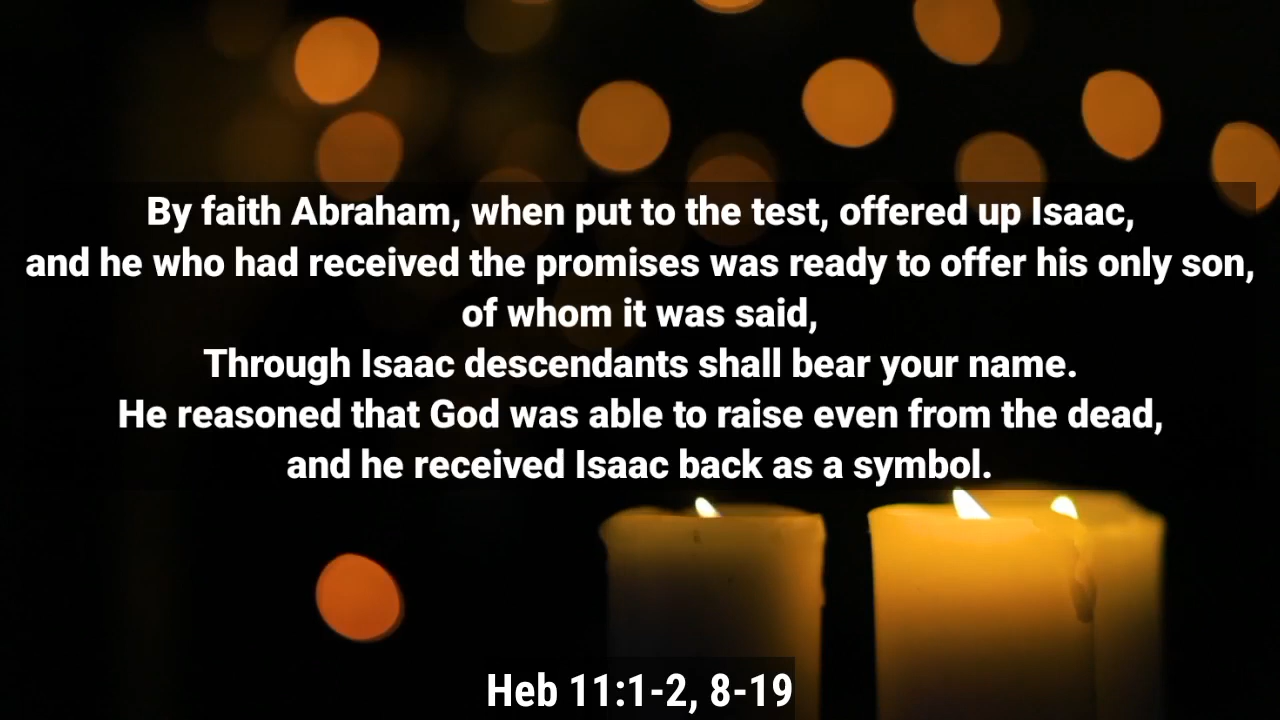 By faith Abraham, when put to the test, offered up Isaac,
and he who had received the promises was ready to offer his only son,
of whom it was said,
Through Isaac descendants shall bear your name.
He reasoned that God was able to raise even from the dead,
and he received Isaac back as a symbol.
Heb 11:1-2, 8-19